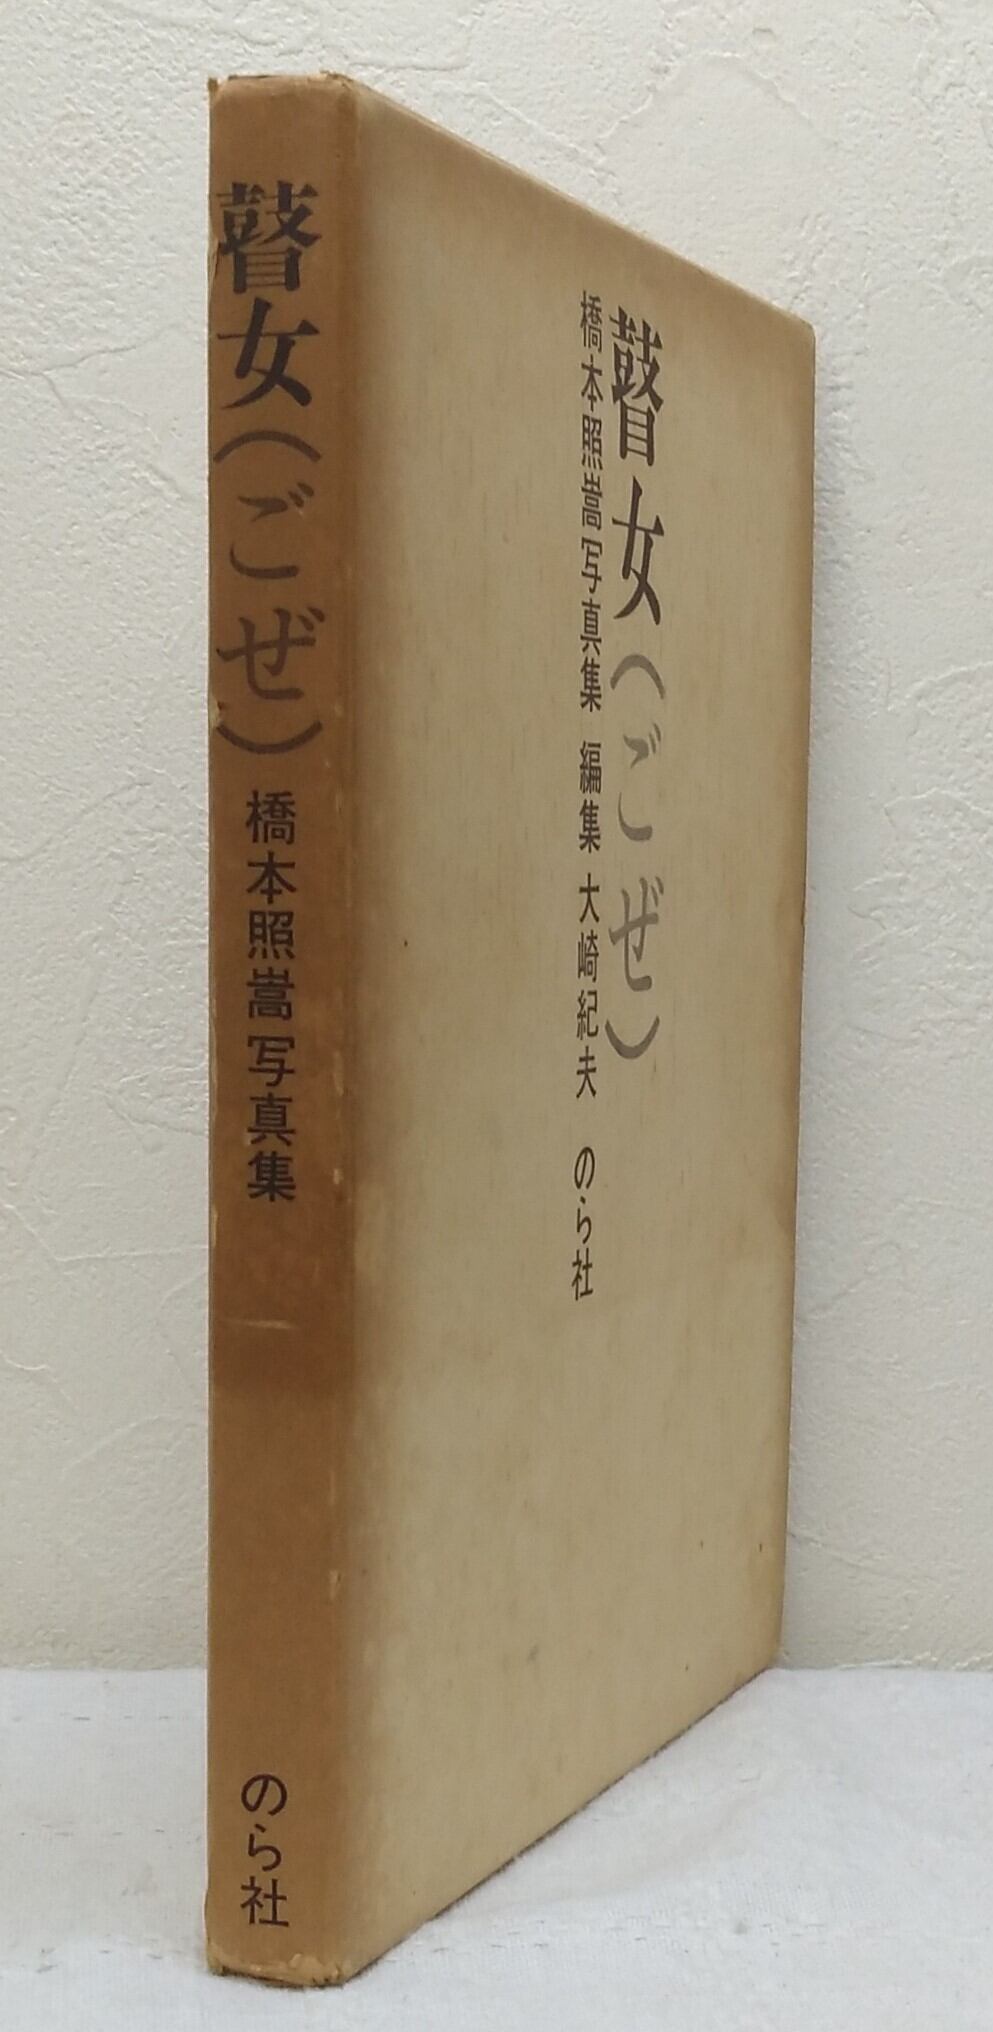 瞽女(ごぜ) 橋本照嵩写真集 のら社
瞽女(ごぜ)
橋本照嵩写真集 編集 大崎紀夫 のら社